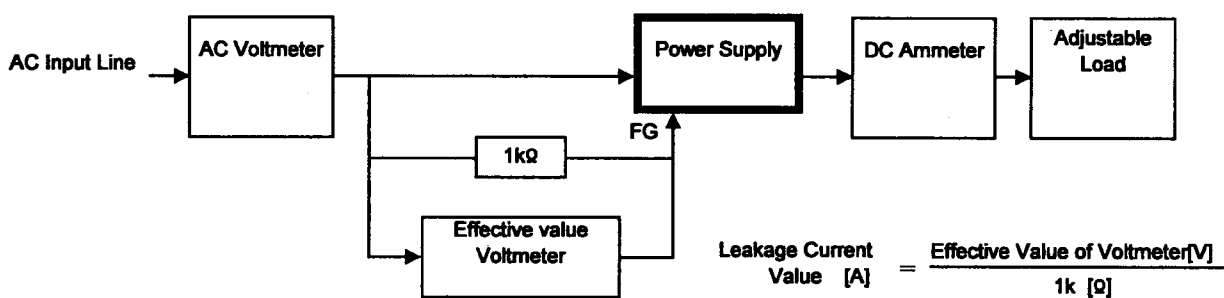 AC Input Line
AC Voltmeter
Power Supply
DC Ammeter
Adjustable
Load
FG
1kΩ
Effective value
Voltmeter
Leakage Current
Value [A]
= Effective Value of Voltmeter[V]
1k [Ω]